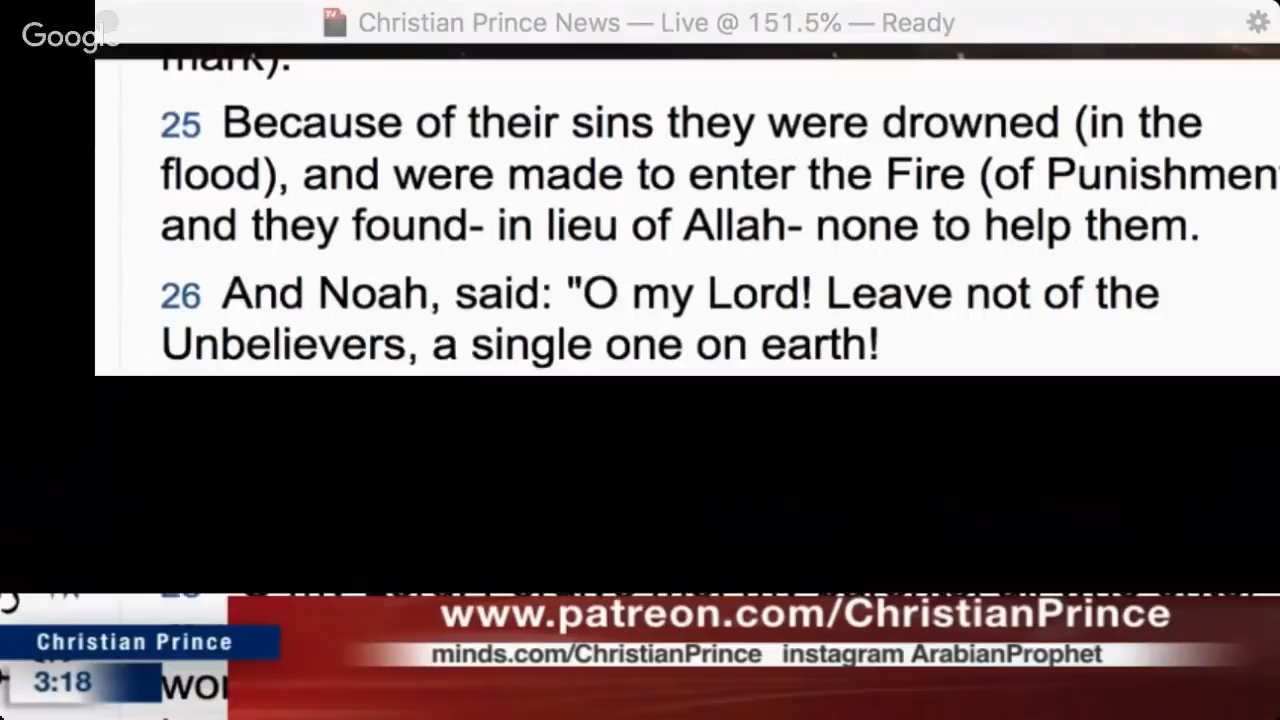 Google
Christian Prince News — Live @ 151.5% — Ready
mark).
25 Because of their sins they were drowned (in the
flood), and were made to enter the Fire (of Punishmen
and they found- in lieu of Allah- none to help them.
26 And Noah, said: "O my Lord! Leave not of the
Unbelievers, a single one on earth!
www.patreon.com/ChristianPrince
Christian Prince
minds.com/ChristianPrince instagram ArabianProphet
3:18